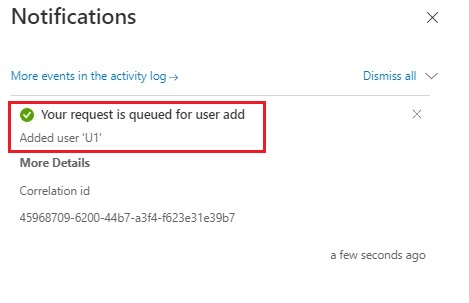 Notifications
More events in the activity log →
Dismiss all
Your request is queued for user add
Added user 'U1'
More Details
Correlation id
45968709-6200-44b7-a3f4-f623e31e39b7
a few seconds ago